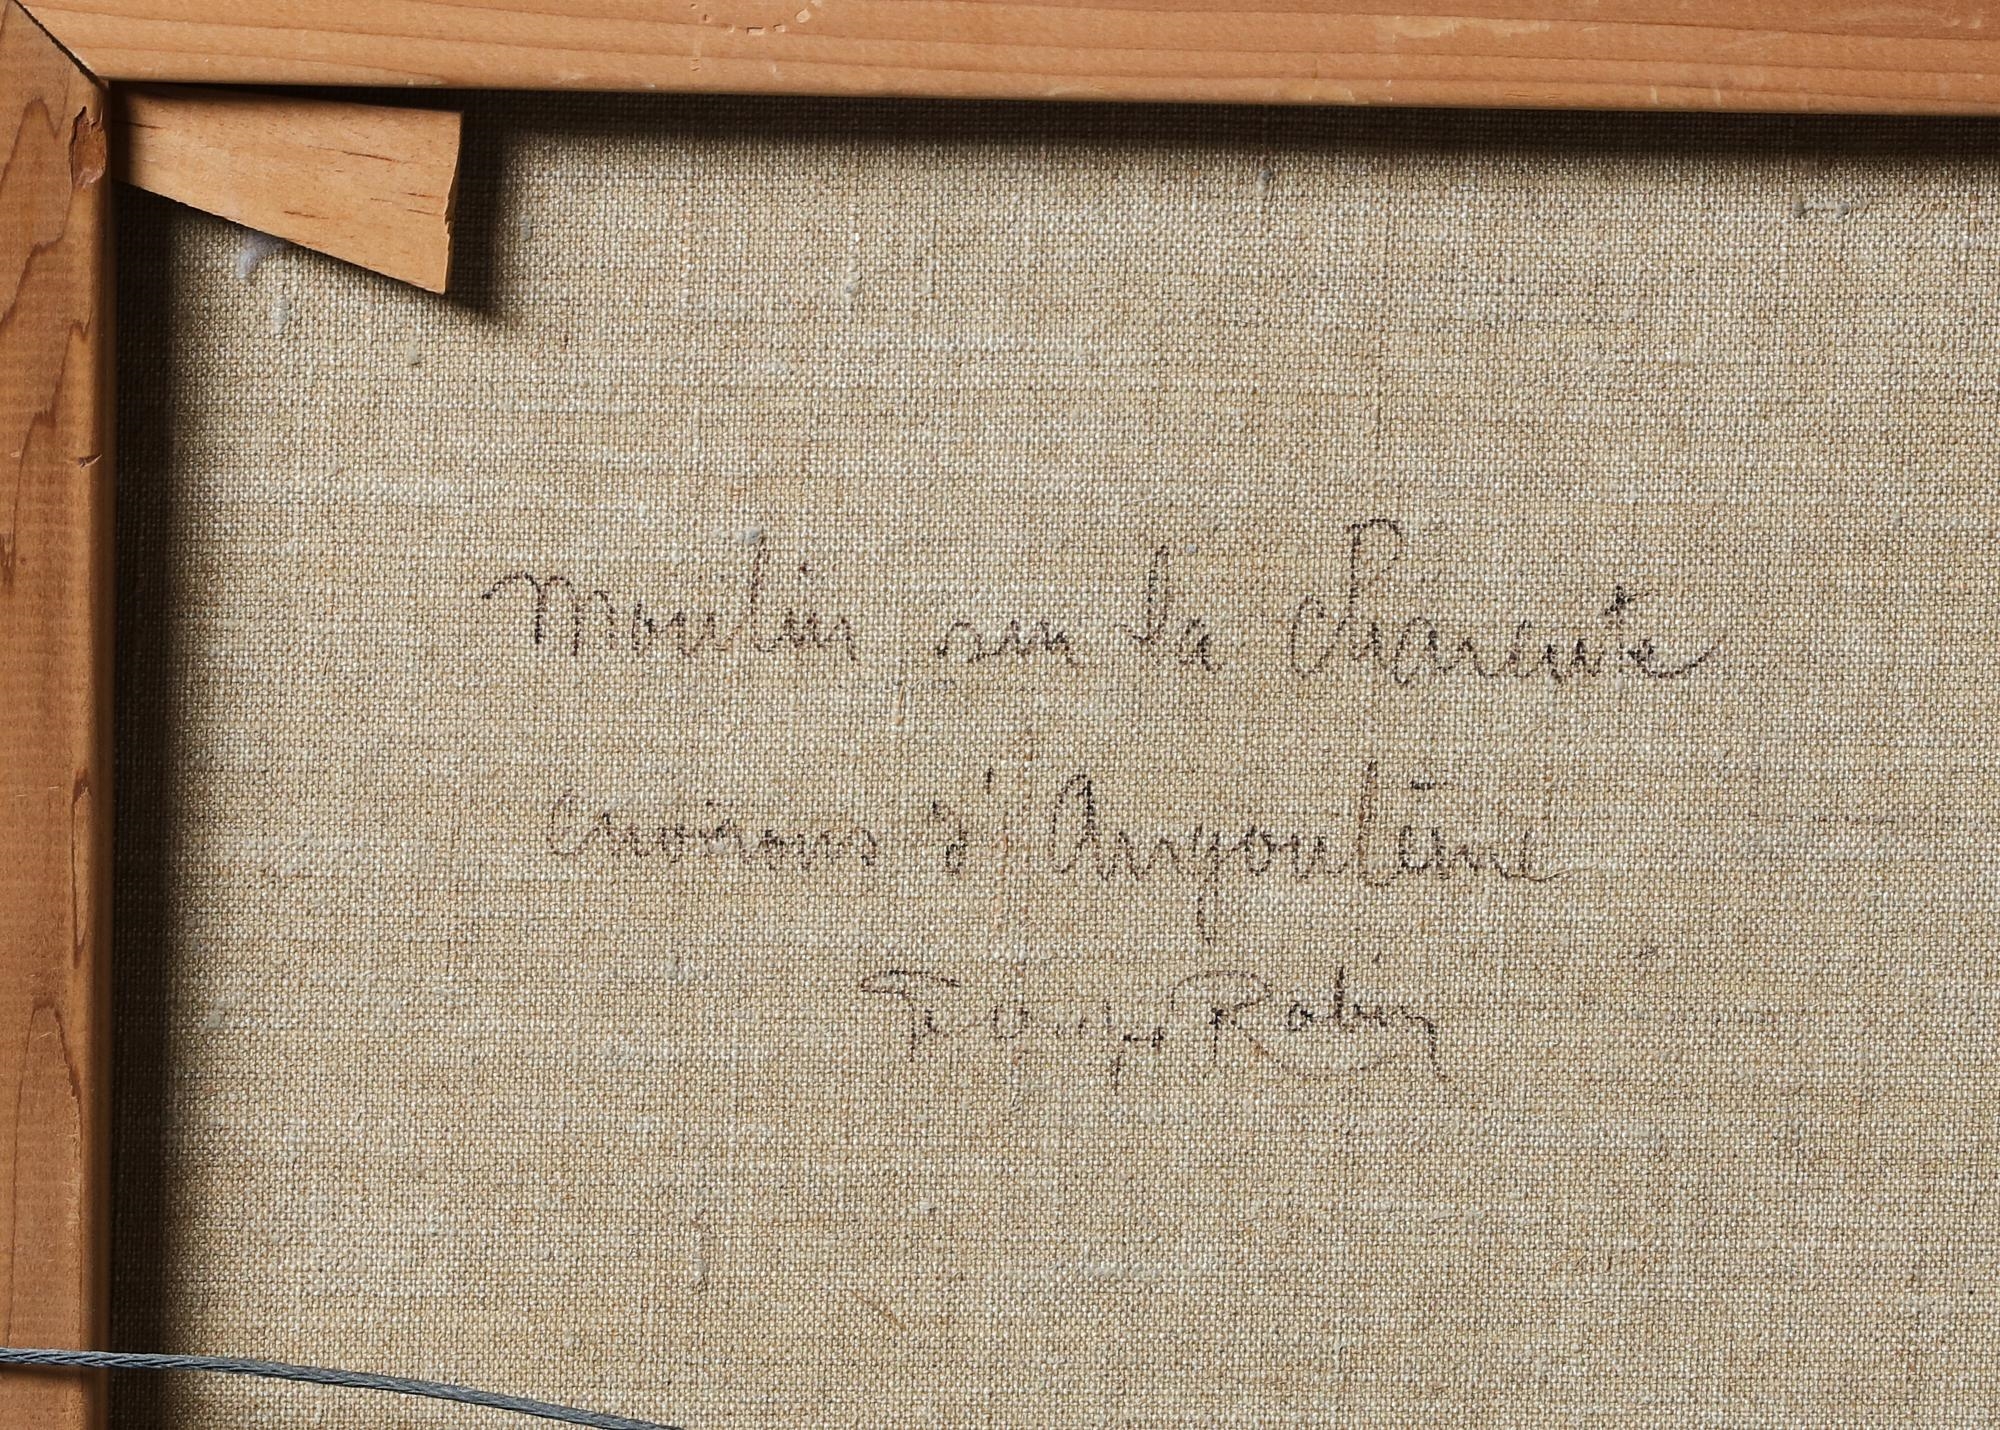 Moulin sur la Charente
environs d'Angoulême
Robin